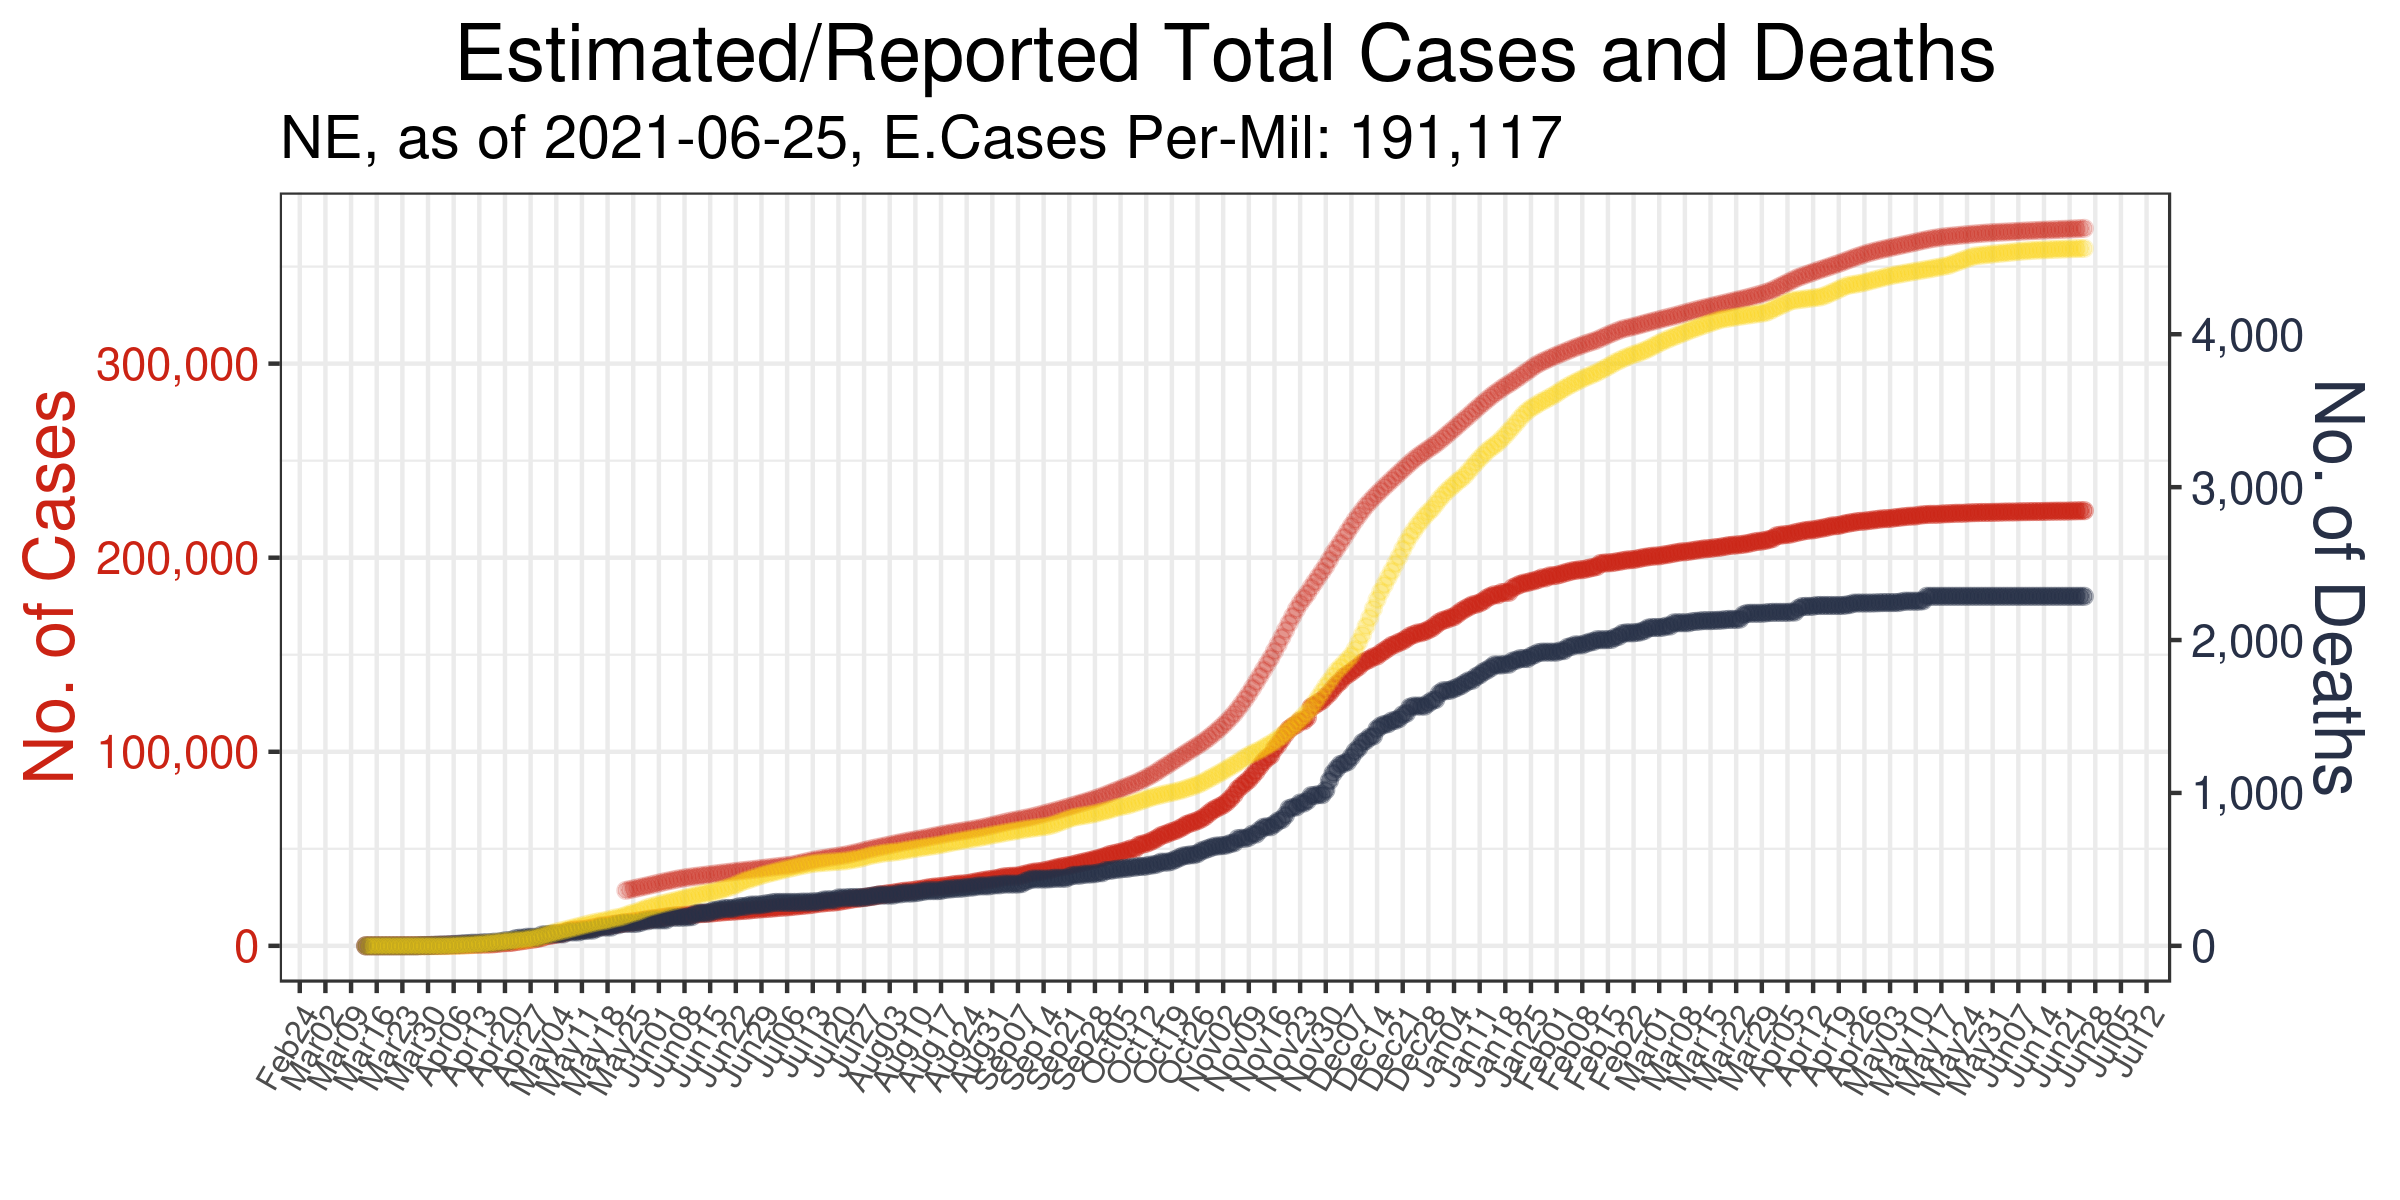 Estimated/Reported Total Cases and Deaths
NE, as of 2021-06-25, E.Cases Per-Mil: 191,117
No. of Cases
300,000
200,000
100,000
0
4,000
3,000
2,000
1,000
0
No. of Deaths
Feb24
Mar02
Mar09
Mar16
Mar23
Mar30
Apr06
Apr13
Apr20
Apr27
May04
May11
May18
May25
Jun01
Jun08
Jun15
Jun22
Jun29
Jul06
Jul13
Jul20
Jul27
Aug03
Aug10
Aug17
Aug24
Aug31
Sep07
Sep14
Sep21
Sep28
Oct05
Oct12
Oct19
Oct26
Nov02
Nov09
Nov16
Nov23
Nov30
Dec07
Dec14
Dec21
Dec28
Jan04
Jan11
Jan18
Jan25
Feb01
Feb08
Feb15
Feb22
Mar01
Mar08
Mar15
Mar22
Mar29
Apr05
Apr12
Apr19
Apr26
May03
May10
May17
May24
May31
Jun07
Jun14
Jun21
Jun28
Jul05
Jul12